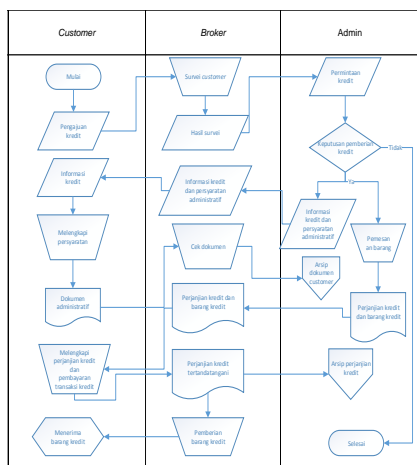 Customer
Broker
Admin
Mulai
Survei customer
Permintaan
kredit
Pengajuan
kredit
Hasil survei
Keputusan pemberian
kredit
Tidak
Ya
Informasi
kredit
Informasi kredit
dan persyaratan
administratif
Informasi
kredit dan
persyaratan
administratif
Pemesan
an barang
Melengkapi
persyaratan
Cek dokumen
Arsip
dokumen
customer
Dokumen
administratif
Perjanjian kredit dan
barang kredit
Perjanjian kredit
dan barang kredit
Melengkapi
perjanjian kredit
dan pembayaran
transaksi kredit
Perjanjian kredit
tertandatangani
Arsip perjanjian
kredit
Menerima
barang kredit
Pemberian
barang kredit
Selesai